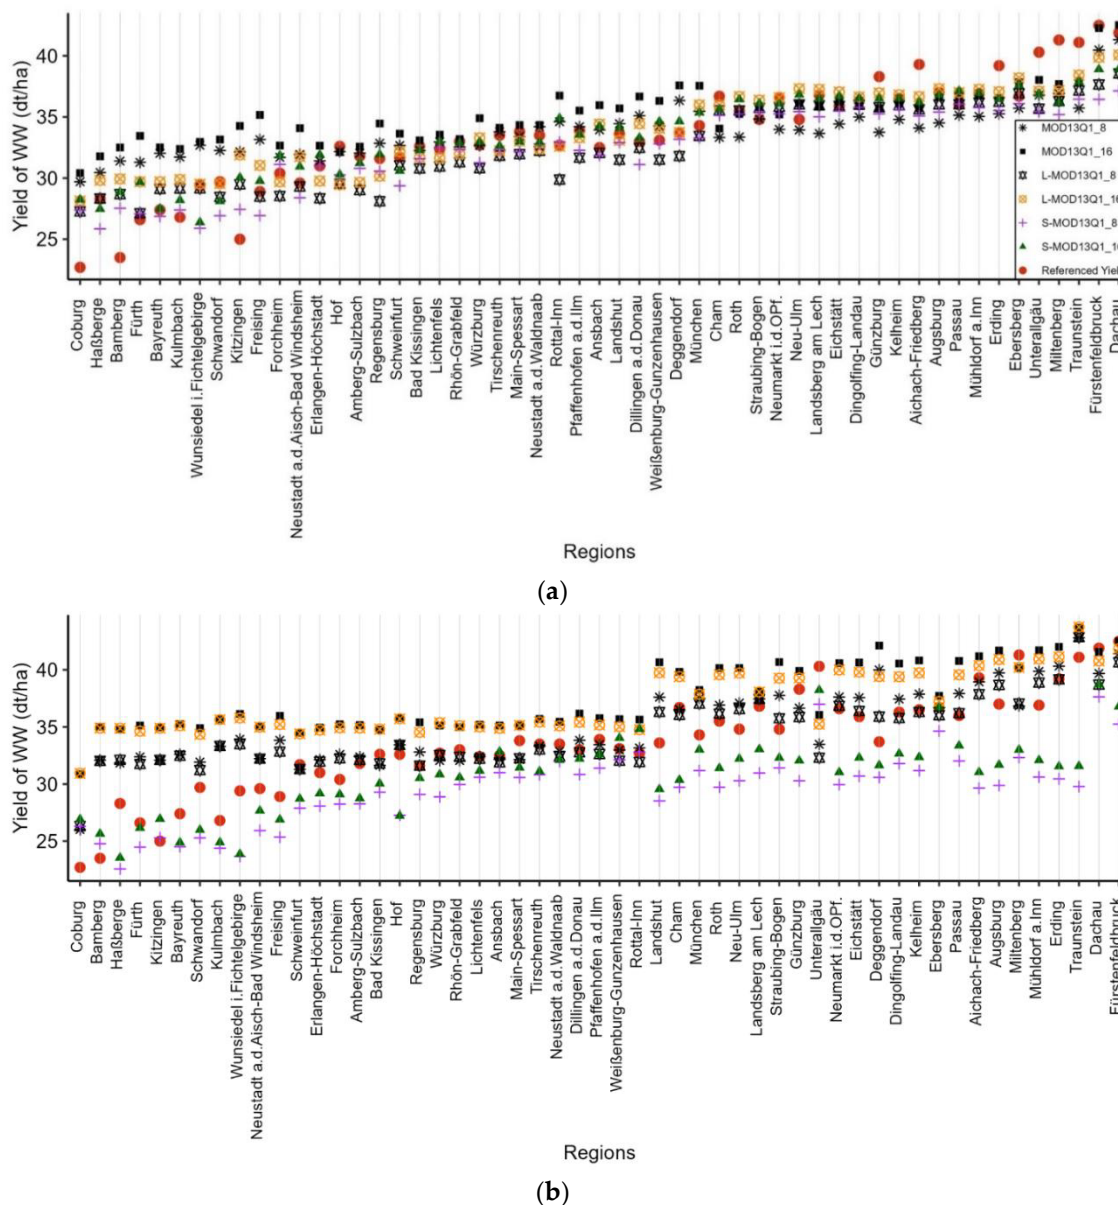 (a)
Yield of WW (dt/ha)
40
35
30
25
MOD13Q1_8
MOD13Q1_16
L-MOD13Q1_8
L-MOD13Q1_16
S-MOD13Q1_8
S-MOD13Q1_16
Referenced Yield
Coburg
Haßberge
Bamberg
Fürth
Bayreuth
Kulmbach
Wunsiedel i.Fichtelgebirge
Schwandorf
Kitzingen
Freising
Forchheim
Neustadt a.d.Aisch-Bad Windsheim
Erlangen-Höchstadt
Hof
Amberg-Sulzbach
Regensburg
Schweinfurt
Bad Kissingen
Lichtenfels
Rhön-Grabfeld
Würzburg
Tirschenreuth
Main-Spessart
Neustadt a.d.Waldnaab
Rottal-Inn
Pfaffenhofen a.d.Ilm
Ansbach
Landshut
Dillingen a.d.Donau
Weißenburg-Gunzenhausen
Deggendorf
München
Cham
Roth
Straubing-Bogen
Neumarkt i.d.OPf.
Neu-Ulm
Landsberg am Lech
Eichstätt
Dingolfing-Landau
Günzburg
Kelheim
Aichach-Friedberg
Augsburg
Passau
Mühldorf a.Inn
Erding
Ebersberg
Unterallgäu
Miltenberg
Traunstein
Fürstenfeldbruck
Dachau
Regions
(a)
Yield of WW (dt/ha)
40
35
30
25
Coburg
Bamberg
Haßberge
Fürth
Kitzingen
Bayreuth
Schwandorf
Kulmbach
Wunsiedel i.Fichtelgebirge
Neustadt a.d.Aisch-Bad Windsheim
Freising
Schweinfurt
Erlangen-Höchstadt
Forchheim
Amberg-Sulzbach
Bad Kissingen
Hof
Regensburg
Würzburg
Rhön-Grabfeld
Lichtenfels
Ansbach
Main-Spessart
Tirschenreuth
Neustadt a.d.Waldnaab
Dillingen a.d.Donau
Pfaffenhofen a.d.Ilm
Weißenburg-Gunzenhausen
Rottal-Inn
Landshut
Cham
München
Roth
Neu-Ulm
Landsberg am Lech
Straubing-Bogen
Günzburg
Unterallgäu
Neumarkt i.d.OPf.
Eichstätt
Deggendorf
Dingolfing-Landau
Kelheim
Ebersberg
Passau
Aichach-Friedberg
Augsburg
Miltenberg
Mühldorf a.Inn
Erding
Traunstein
Dachau
Fürstenfeldbruck
Regions
(b)